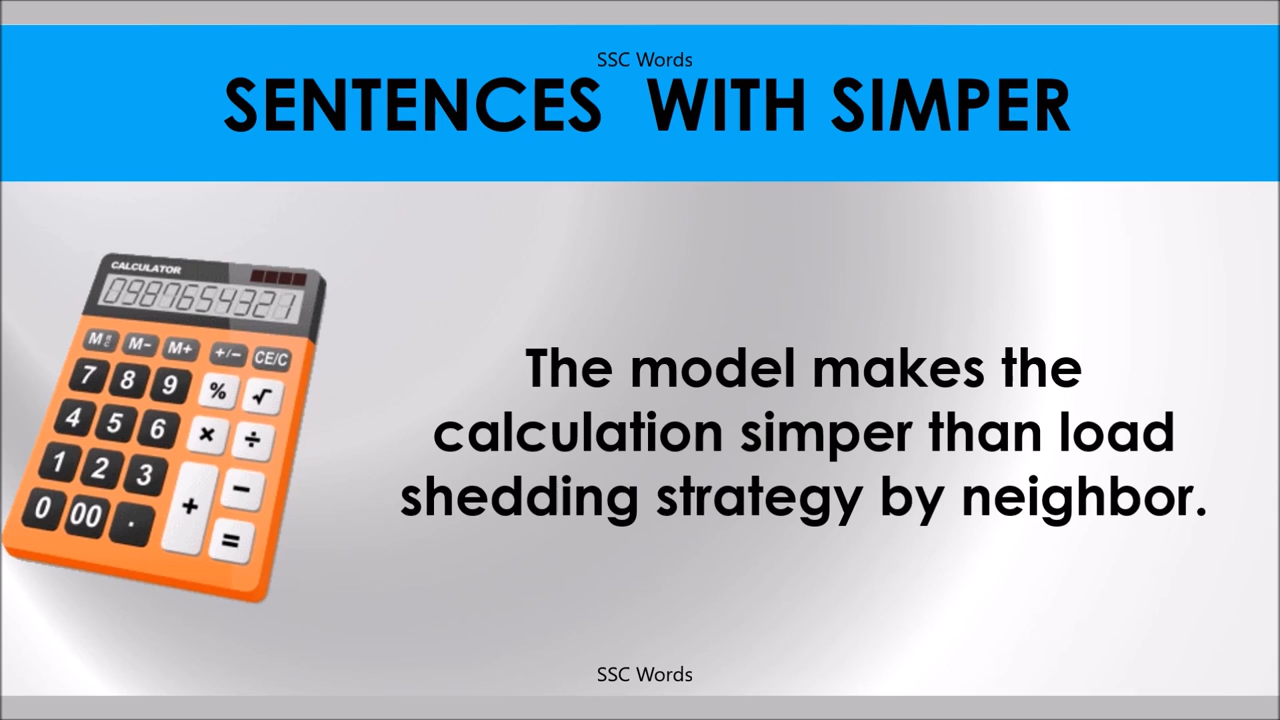 SSC Words
SENTENCES WITH SIMPER
CALCULATOR
0987654321
M R/C M- M+ +/- CE/C
7 8 9 % √
4 5 6 × ÷
1 2 3 + −
0 00 . =
The model makes the
calculation simper than load
shedding strategy by neighbor.
SSC Words